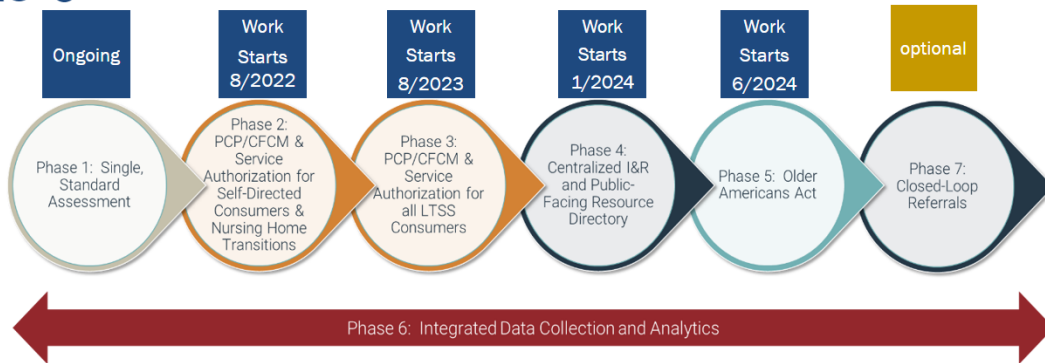 Ongoing
Work
Starts
8/2022
Work
Starts
8/2023
Work
Starts
1/2024
Work
Starts
6/2024
optional
Phase 1: Single,
Standard
Assessment
Phase 2:
PCP/CFCM &
Service
Authorization for
Self-Directed
Consumers &
Nursing Home
Transitions
Phase 3:
PCP/CFCM &
Service
Authorization for
all LTSS
Consumers
Phase 4:
Centralized I&R
and Public-
Facing Resource
Directory
Phase 5: Older
Americans Act
Phase 7:
Closed-Loop
Referrals
Phase 6: Integrated Data Collection and Analytics